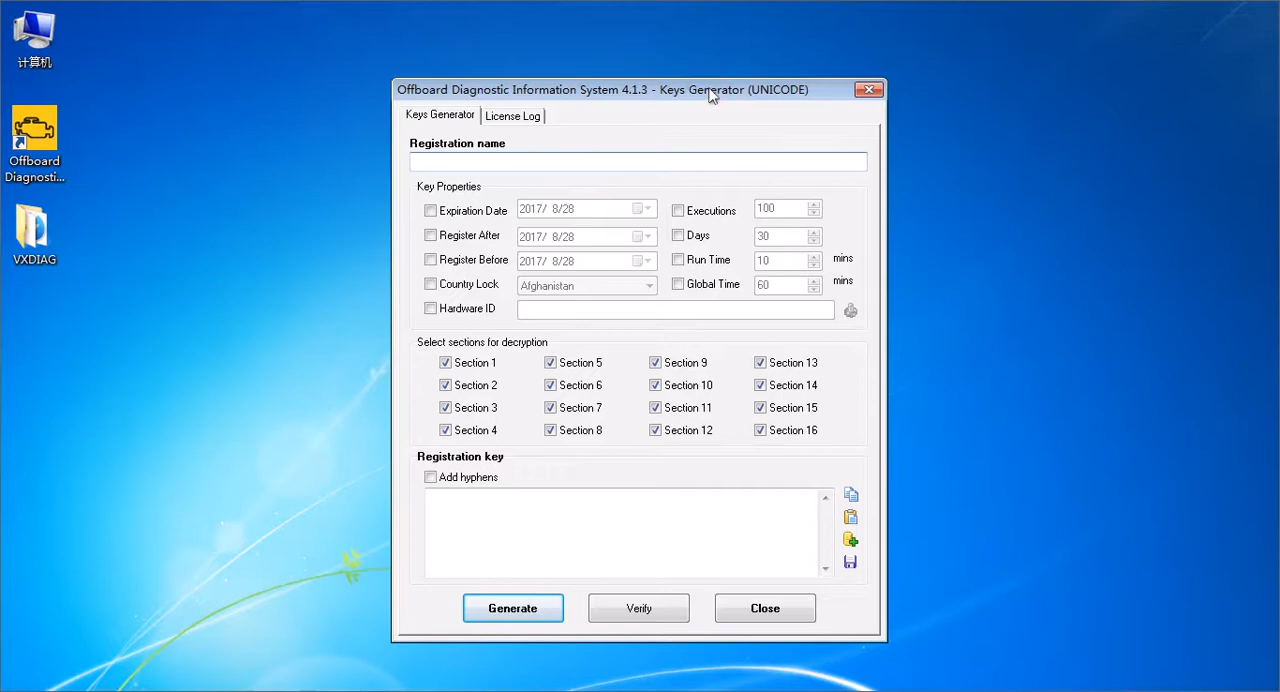 计算机
Offboard
Diagnosti...
VXDIAG
Offboard Diagnostic Information System 4.1.3 - Keys Generator (UNICODE)
Keys Generator
License Log
Registration name
Key Properties
Expiration Date 2017/ 8/28 Executions 100
Register After 2017/ 8/28 Days 30
Register Before 2017/ 8/28 Run Time 10 mins
Country Lock Afghanistan Global Time 60 mins
Hardware ID
Select sections for decryption
Section 1 Section 5 Section 9 Section 13
Section 2 Section 6 Section 10 Section 14
Section 3 Section 7 Section 11 Section 15
Section 4 Section 8 Section 12 Section 16
Registration key
Add hyphens
Generate Verify Close